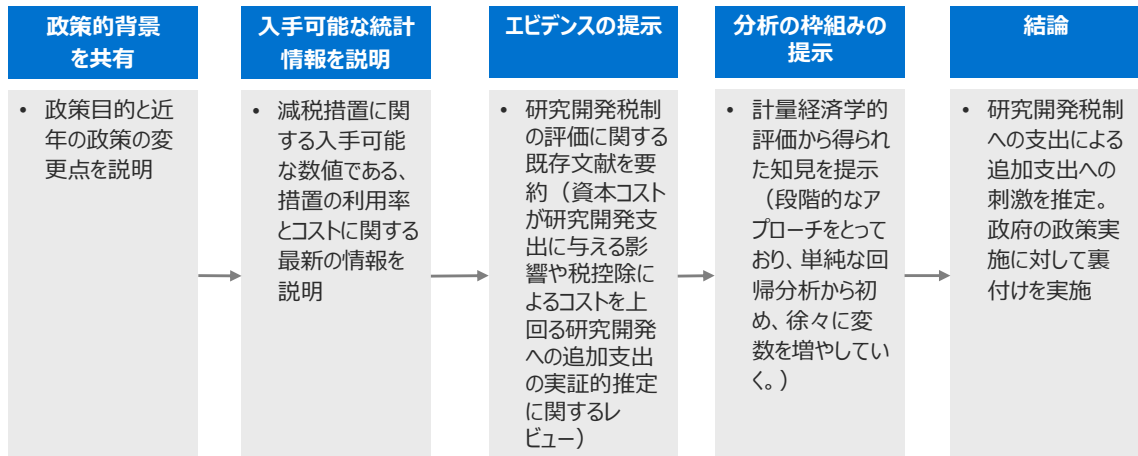 政策的背景
を共有
• 政策目的と近
年の政策の変
更点を説明
入手可能な統計
情報を説明
• 減税措置に関
する入手可能
な数値である、
措置の利用率
とコストに関する
最新の情報を
説明
エビデンスの提示
• 研究開発税制
の評価に関する
既存文献を要
約（資本コスト
が研究開発支
出に与える影
響や税控除に
よるコストを上
回る研究開発
への追加支出
の実証的推定
に関するレ
ビュー）
分析の枠組みの
提示
• 計量経済学的
評価から得られ
た知見を提示
（段階的なア
プローチをとって
おり、単純な回
帰分析から初
め、徐々に変
数を増やしてい
く。）
結論
• 研究開発税制
への支出による
追加支出への
刺激を推定。
政府の政策実
施に対して裏
付けを実施